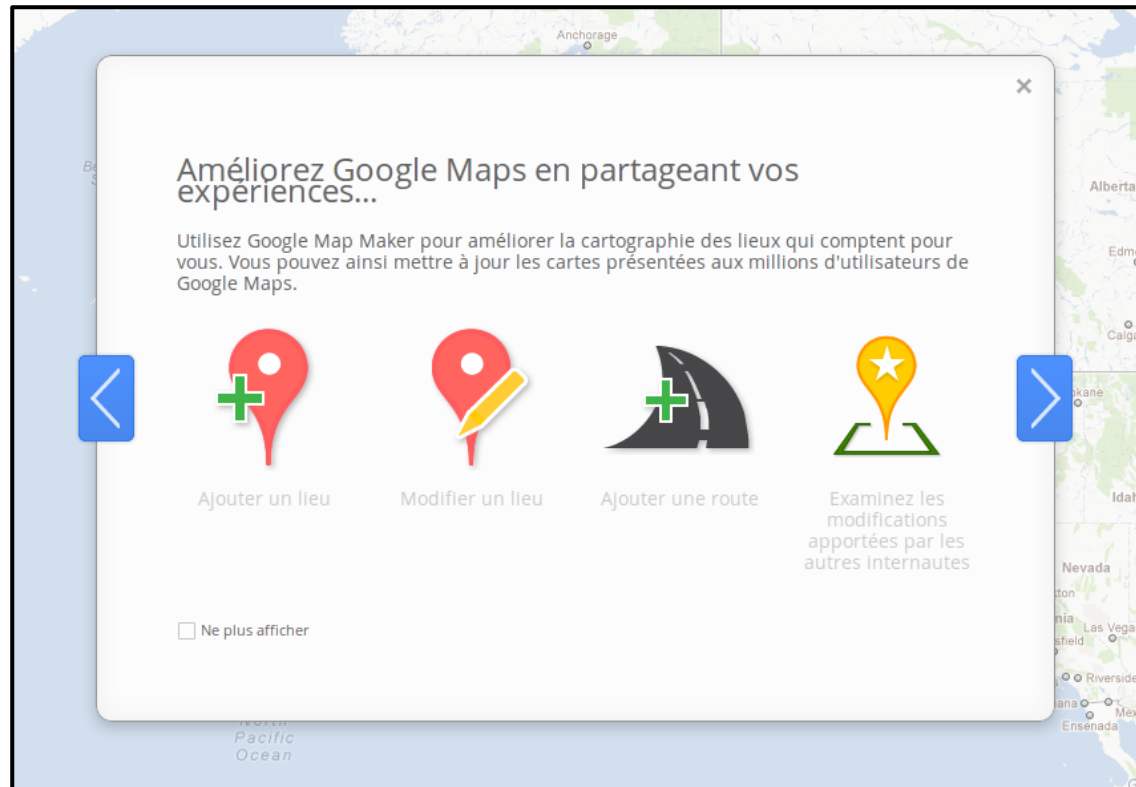 Anchorage
×
Améliorez Google Maps en partageant vos
expériences...
Alberta
Utilisez Google Map Maker pour améliorer la cartographie des lieux qui comptent pour
vous. Vous pouvez ainsi mettre à jour les cartes présentées aux millions d'utilisateurs de
Google Maps.
Ajouter un lieu
Modifier un lieu
Ajouter une route
Examinez les
modifications
apportées par les
autres internautes
Nevada
Las Vega
Ne plus afficher
Riverside
Ensenada
Pacific
Ocean